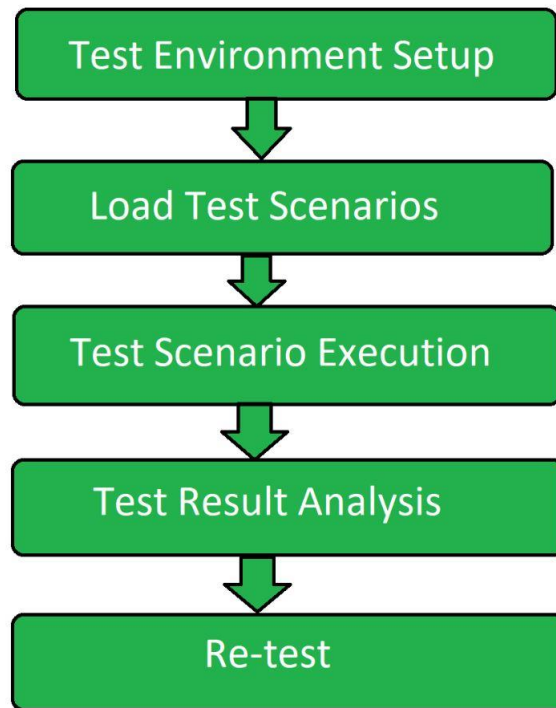 Test Environment Setup
Load Test Scenarios
Test Scenario Execution
Test Result Analysis
Re-test